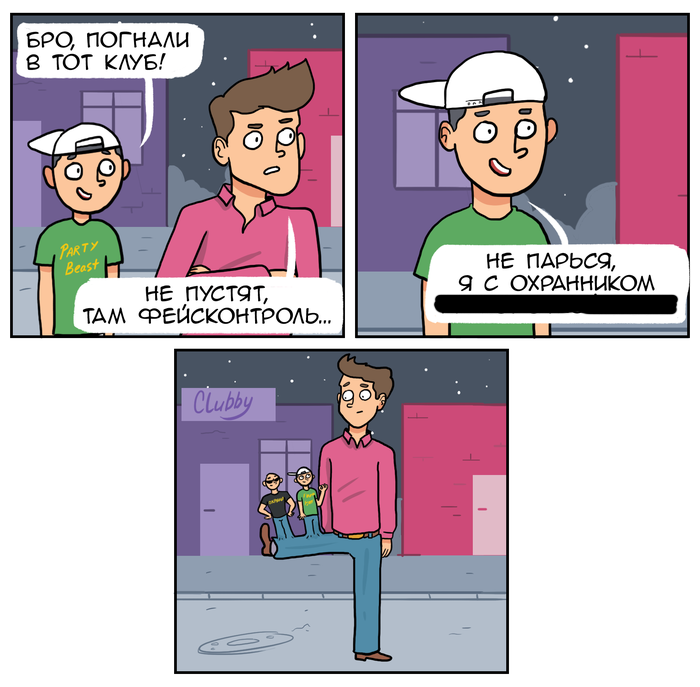 БРО, ПОГНАЛИ
В ТОТ КЛУБ!
PARTY
Beast
НЕ ПУСТЯТ,
ТАМ ФЕЙСКОНТРОЛЬ...
НЕ ПАРЬСЯ,
Я С ОХРАННИКОМ
Clubby